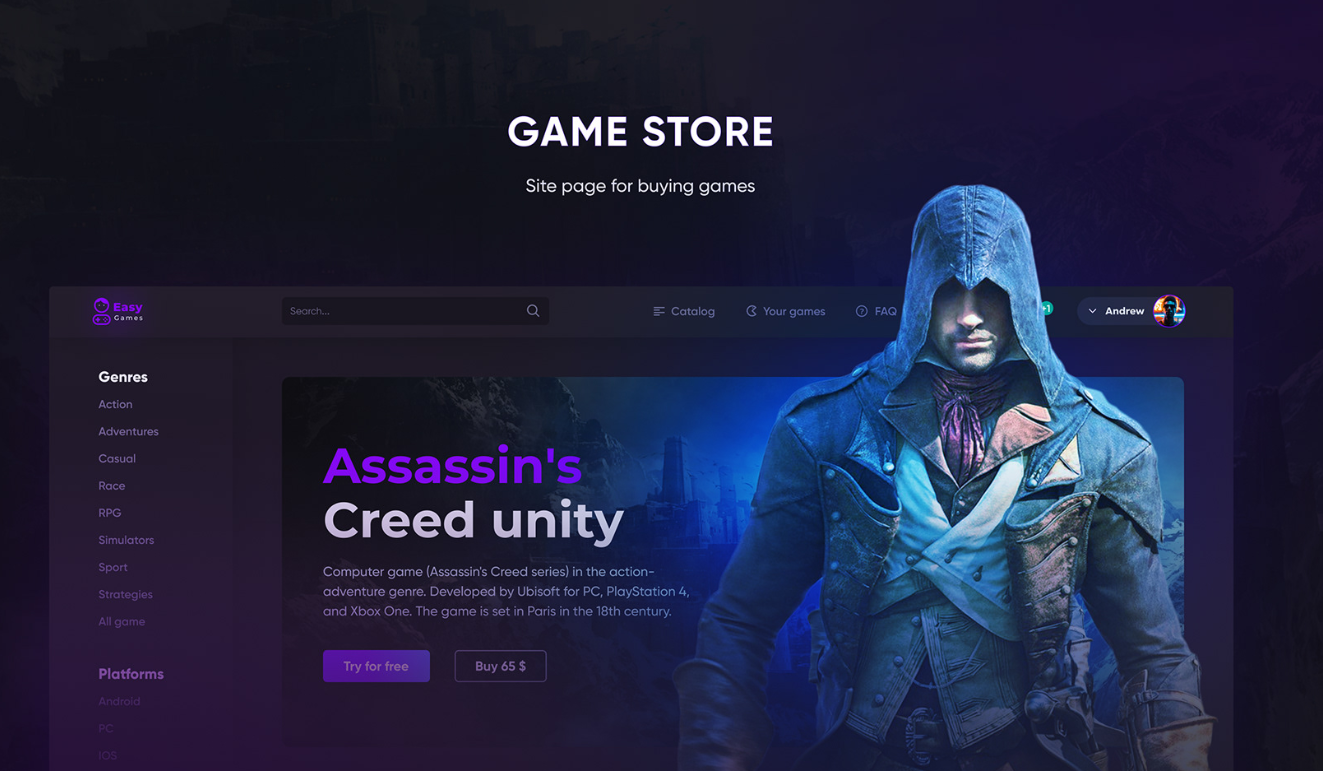 GAME STORE
Site page for buying games
Easy
Games
Search...
Catalog
Your games
FAQ
+1
Andrew
Genres
Action
Adventures
Casual
Race
RPG
Simulators
Sport
Strategies
All game
Platforms
Android
PC
IOS
Assassin's
Creed unity
Computer game (Assassin's Creed series) in the action-
adventure genre. Developed by Ubisoft for PC, PlayStation 4,
and Xbox One. The game is set in Paris in the 18th century.
Try for free
Buy 65 $